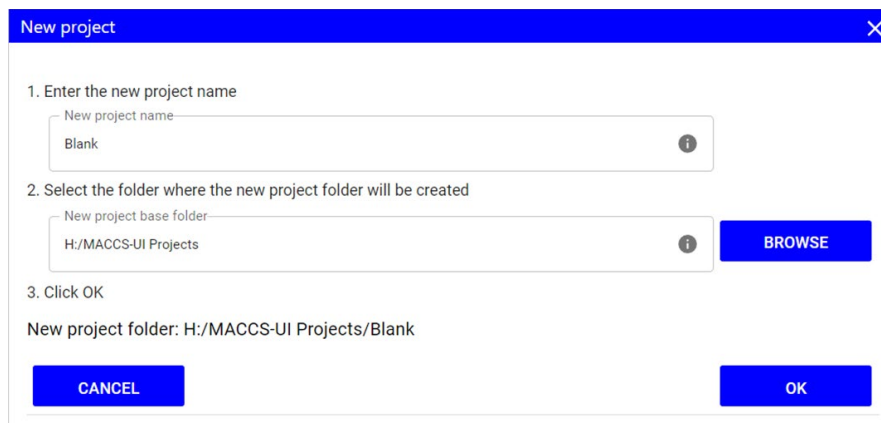 New project
1. Enter the new project name
New project name
Blank
2. Select the folder where the new project folder will be created
New project base folder
H:/MACCS-UI Projects
BROWSE
3. Click OK
New project folder: H:/MACCS-UI Projects/Blank
CANCEL
OK